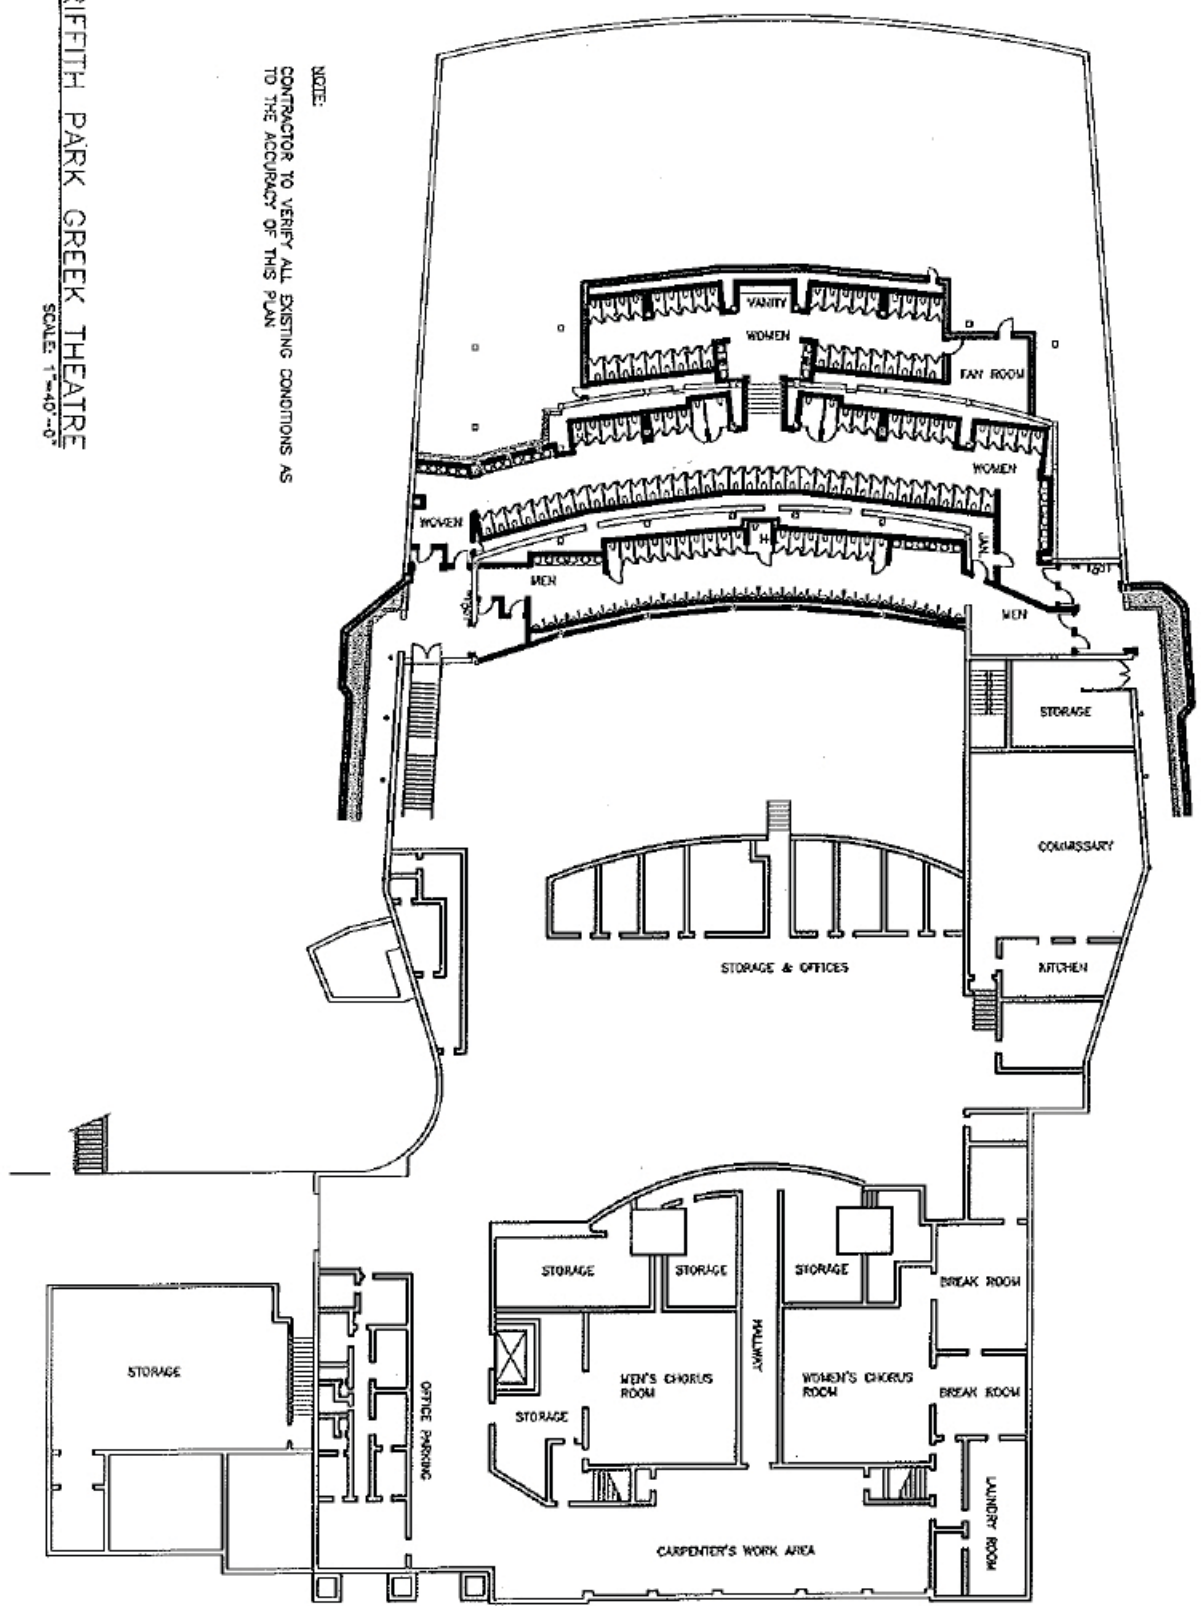 RIFFITH PARK GREEK THEATRE
SCALE: 1"=40'-0"
NOTE:
CONTRACTOR TO VERIFY ALL EXISTING CONDITIONS AS
TO THE ACCURACY OF THIS PLAN
VANITY
WOMEN
FAN ROOM
WOMEN
WOMEN
JAN.
H
MEN
MEN
STORAGE
COMMISSARY
STORAGE & OFFICES
KITCHEN
STORAGE
STORAGE
STORAGE
BREAK ROOM
HALLWAY
STORAGE
MEN'S CHORUS
ROOM
WOMEN'S CHORUS
ROOM
BREAK ROOM
OFFICE PARKING
STORAGE
LAUNDRY ROOM
CARPENTER'S WORK AREA